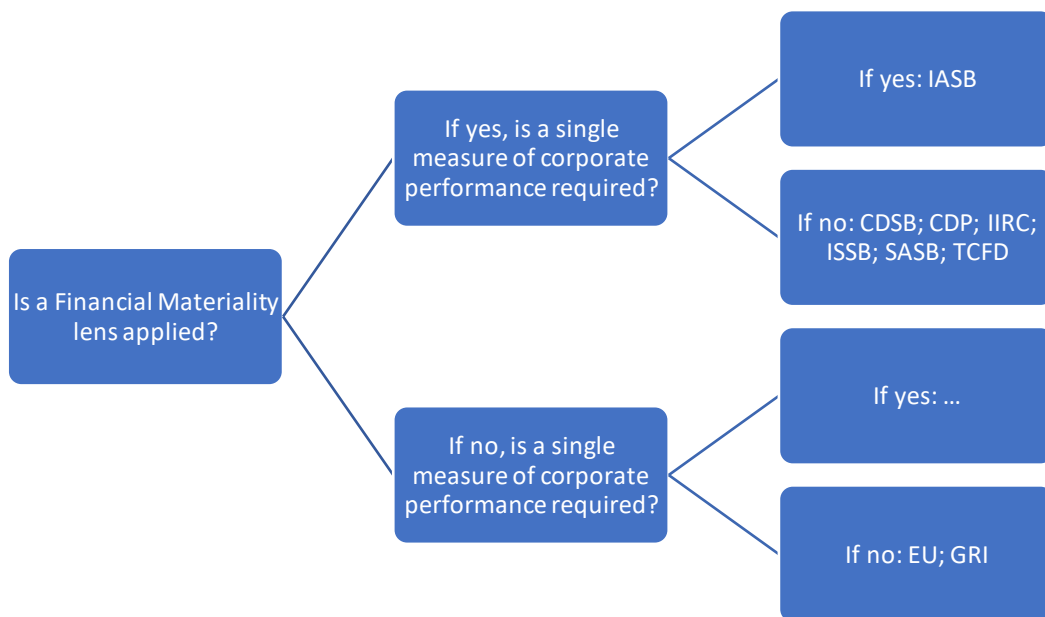 Is a Financial Materiality
lens applied?
If yes, is a single
measure of corporate
performance required?
If yes: IASB
If no: CDSB; CDP; IIRC;
ISSB; SASB; TCFD
If no, is a single
measure of corporate
performance required?
If yes: ...
If no: EU; GRI